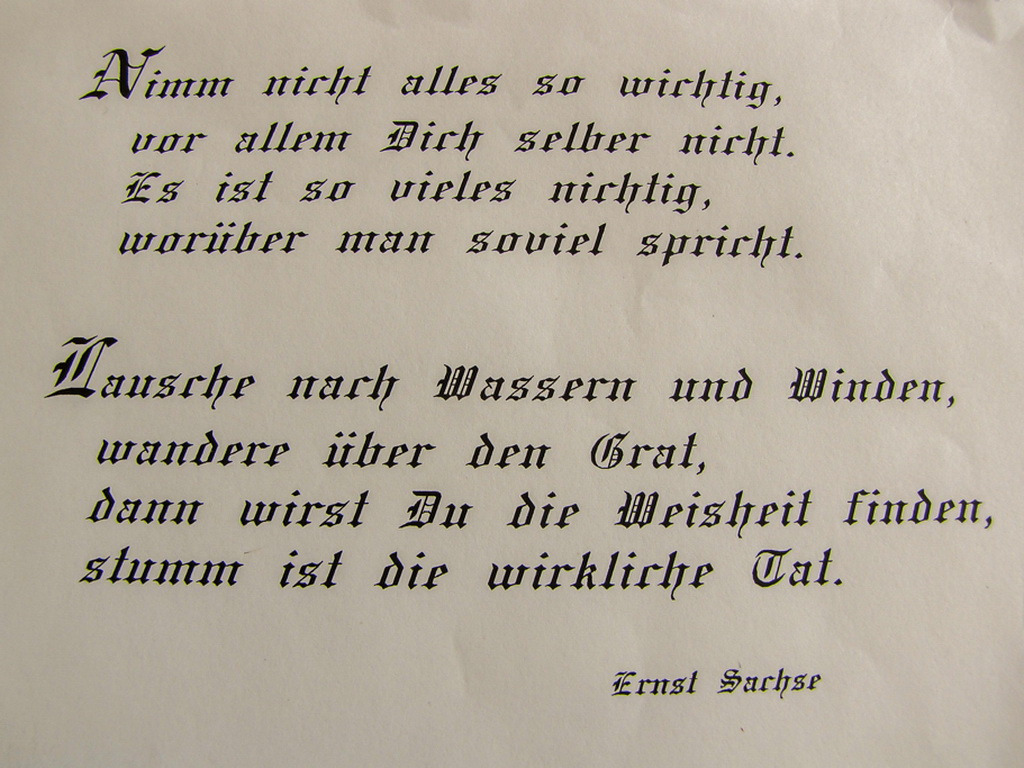 Nimm nicht alles so wichtig,
vor allem Dich selber nicht.
Es ist so vieles nichtig,
worüber man soviel spricht.
Lausche nach Wassern und Winden,
wandere über den Grat,
dann wirst Du die Weisheit finden,
stumm ist die wirkliche Tat.
Ernst Sachse